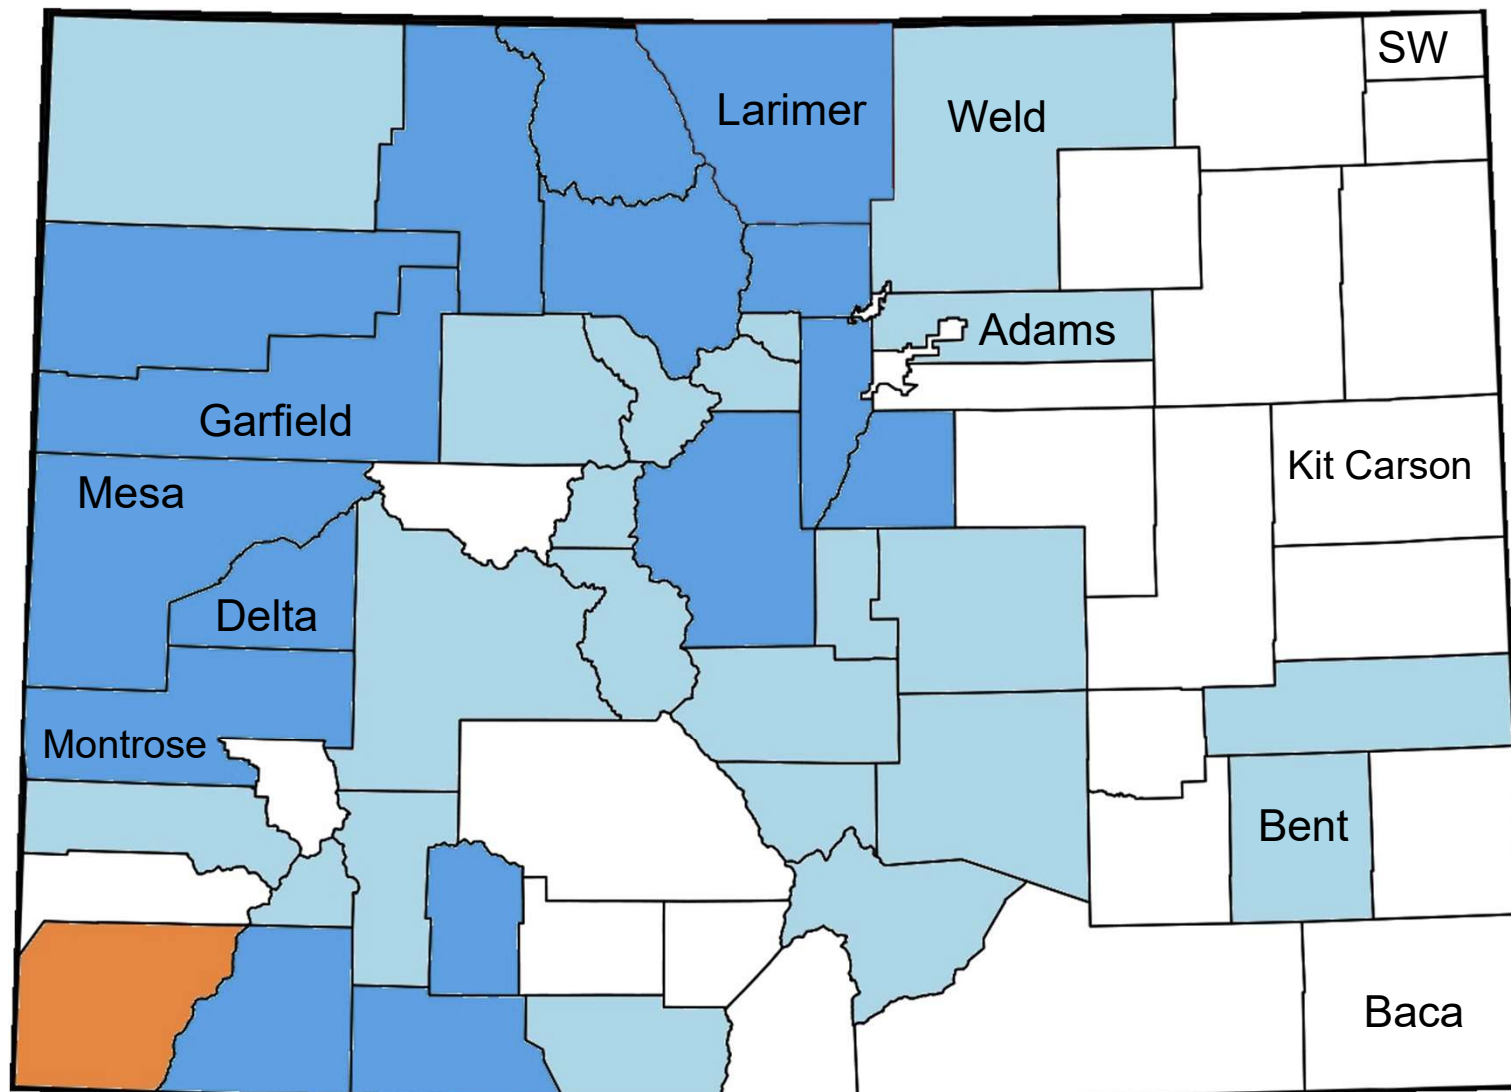 SW
Larimer
Weld
Adams
Garfield
Kit Carson
Mesa
Delta
Montrose
Bent
Baca